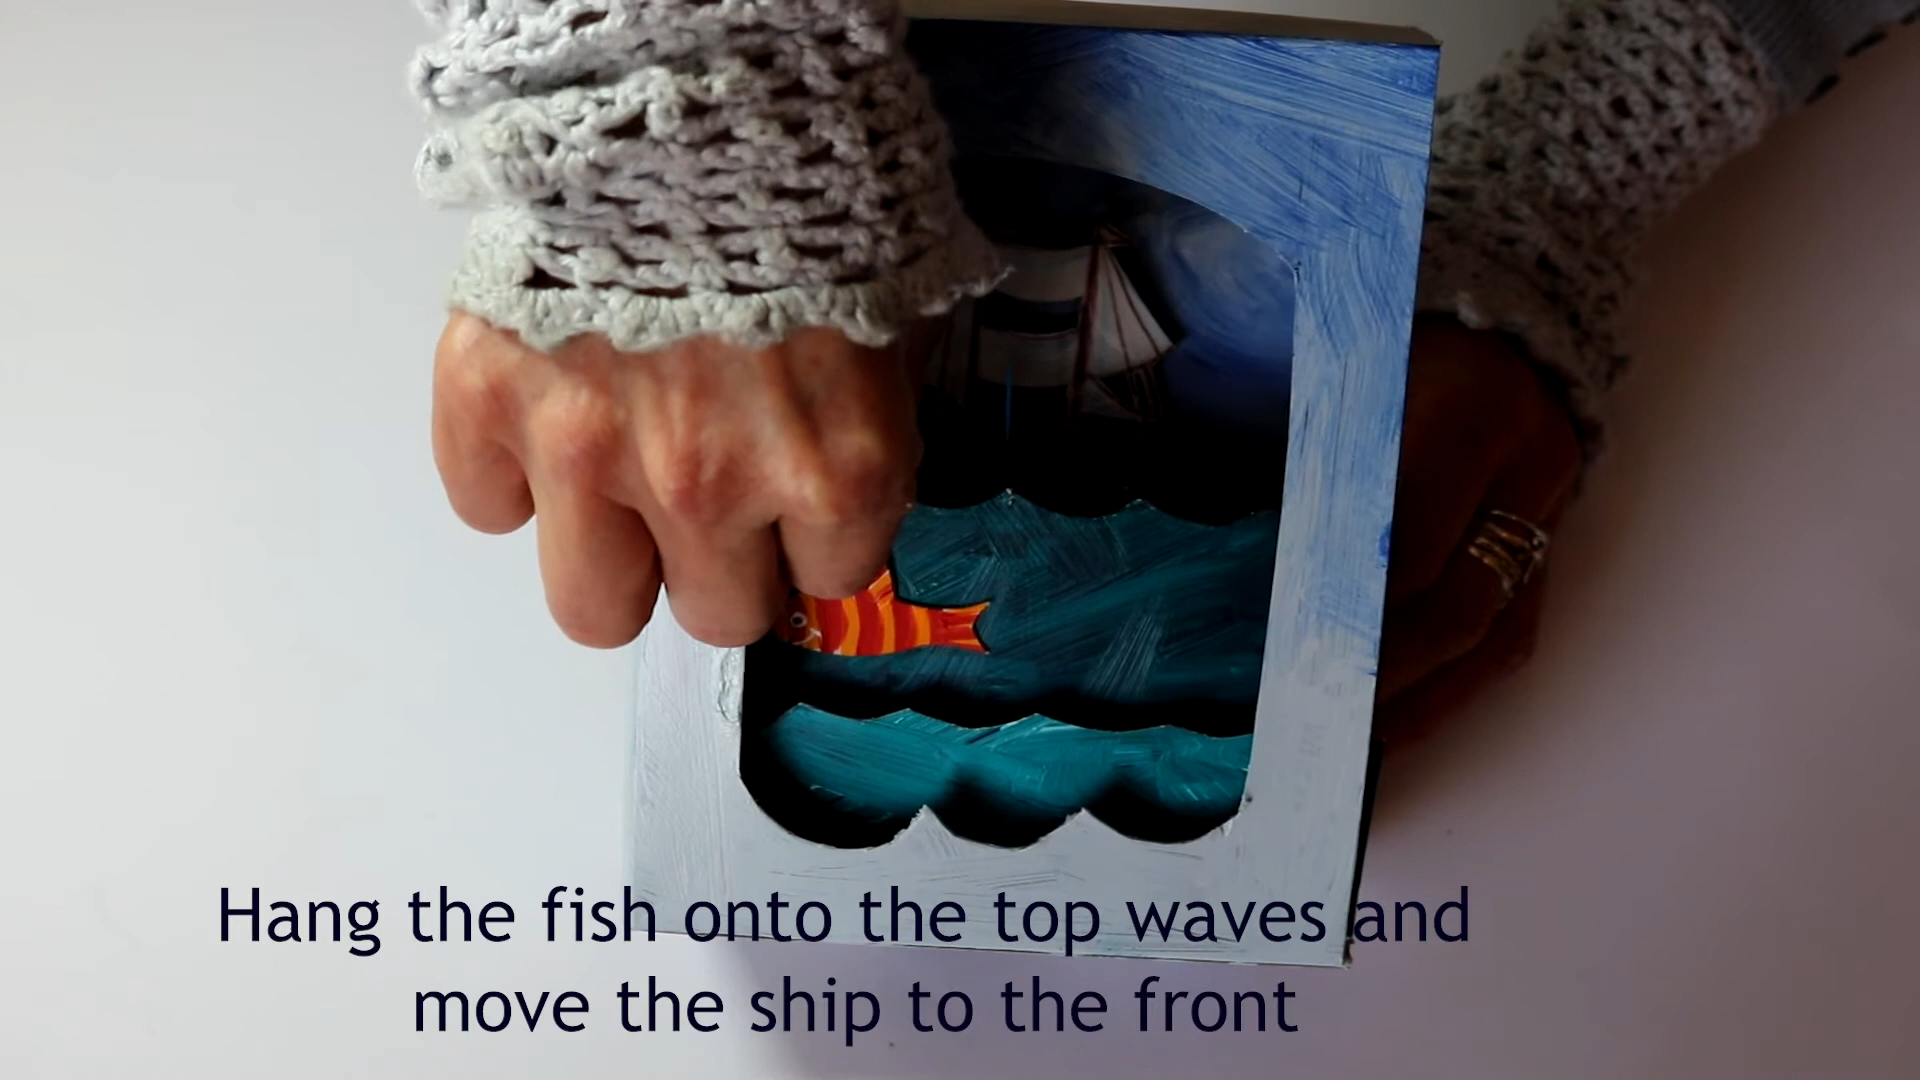 Hang the fish onto the top waves and
move the ship to the front